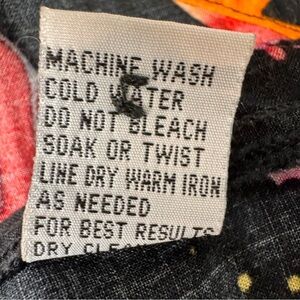 MACHINE WASH
COLD WATER
DO NOT BLEACH
SOAK OR TWIST
LINE DRY WARM IRON
AS NEEDED
FOR BEST RESULTS
DRY CLEAN